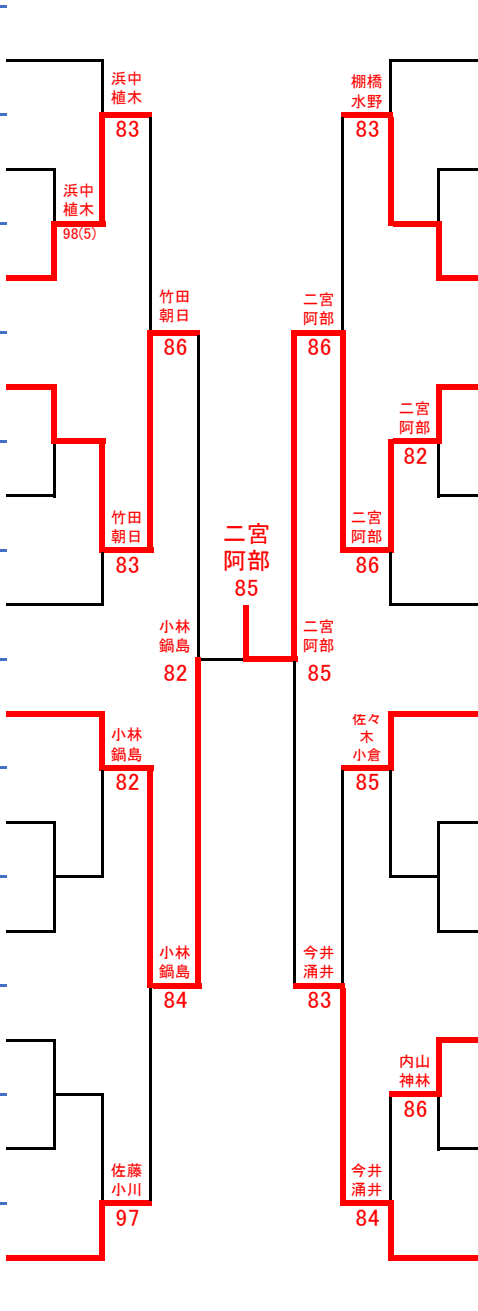 浜中
植木
83
棚橋
水野
83
浜中
植木
98(5)
竹田
朝日
86
二宮
阿部
86
二宮
阿部
82
竹田
朝日
83
二宮
阿部
85
二宮
阿部
86
小林
鍋島
82
二宮
阿部
85
小林
鍋島
82
佐々
木
小倉
85
小林
鍋島
84
今井
涌井
83
内山
神林
86
佐藤
小川
97
今井
涌井
84